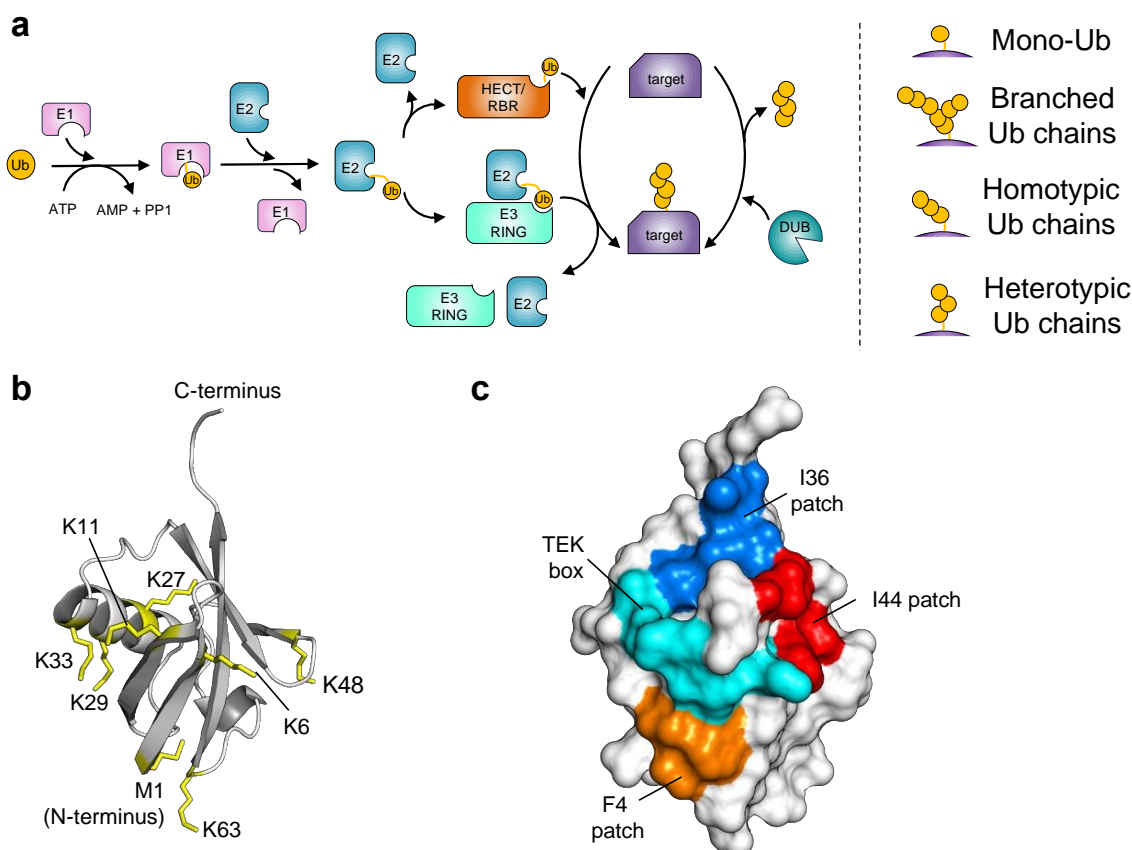 a
Ub
E1
ATP
AMP + PP1
E1
Ub
E2
E1
E2
Ub
E2
HECT/
RBR
Ub
E2
Ub
E3
RING
E3
RING
E2
target
target
DUB
Mono-Ub
Branched
Ub chains
Homotypic
Ub chains
Heterotypic
Ub chains
b
C-terminus
K11
K27
K33
K29
K48
K6
M1
(N-terminus)
K63
c
I36
patch
TEK
box
I44 patch
F4
patch